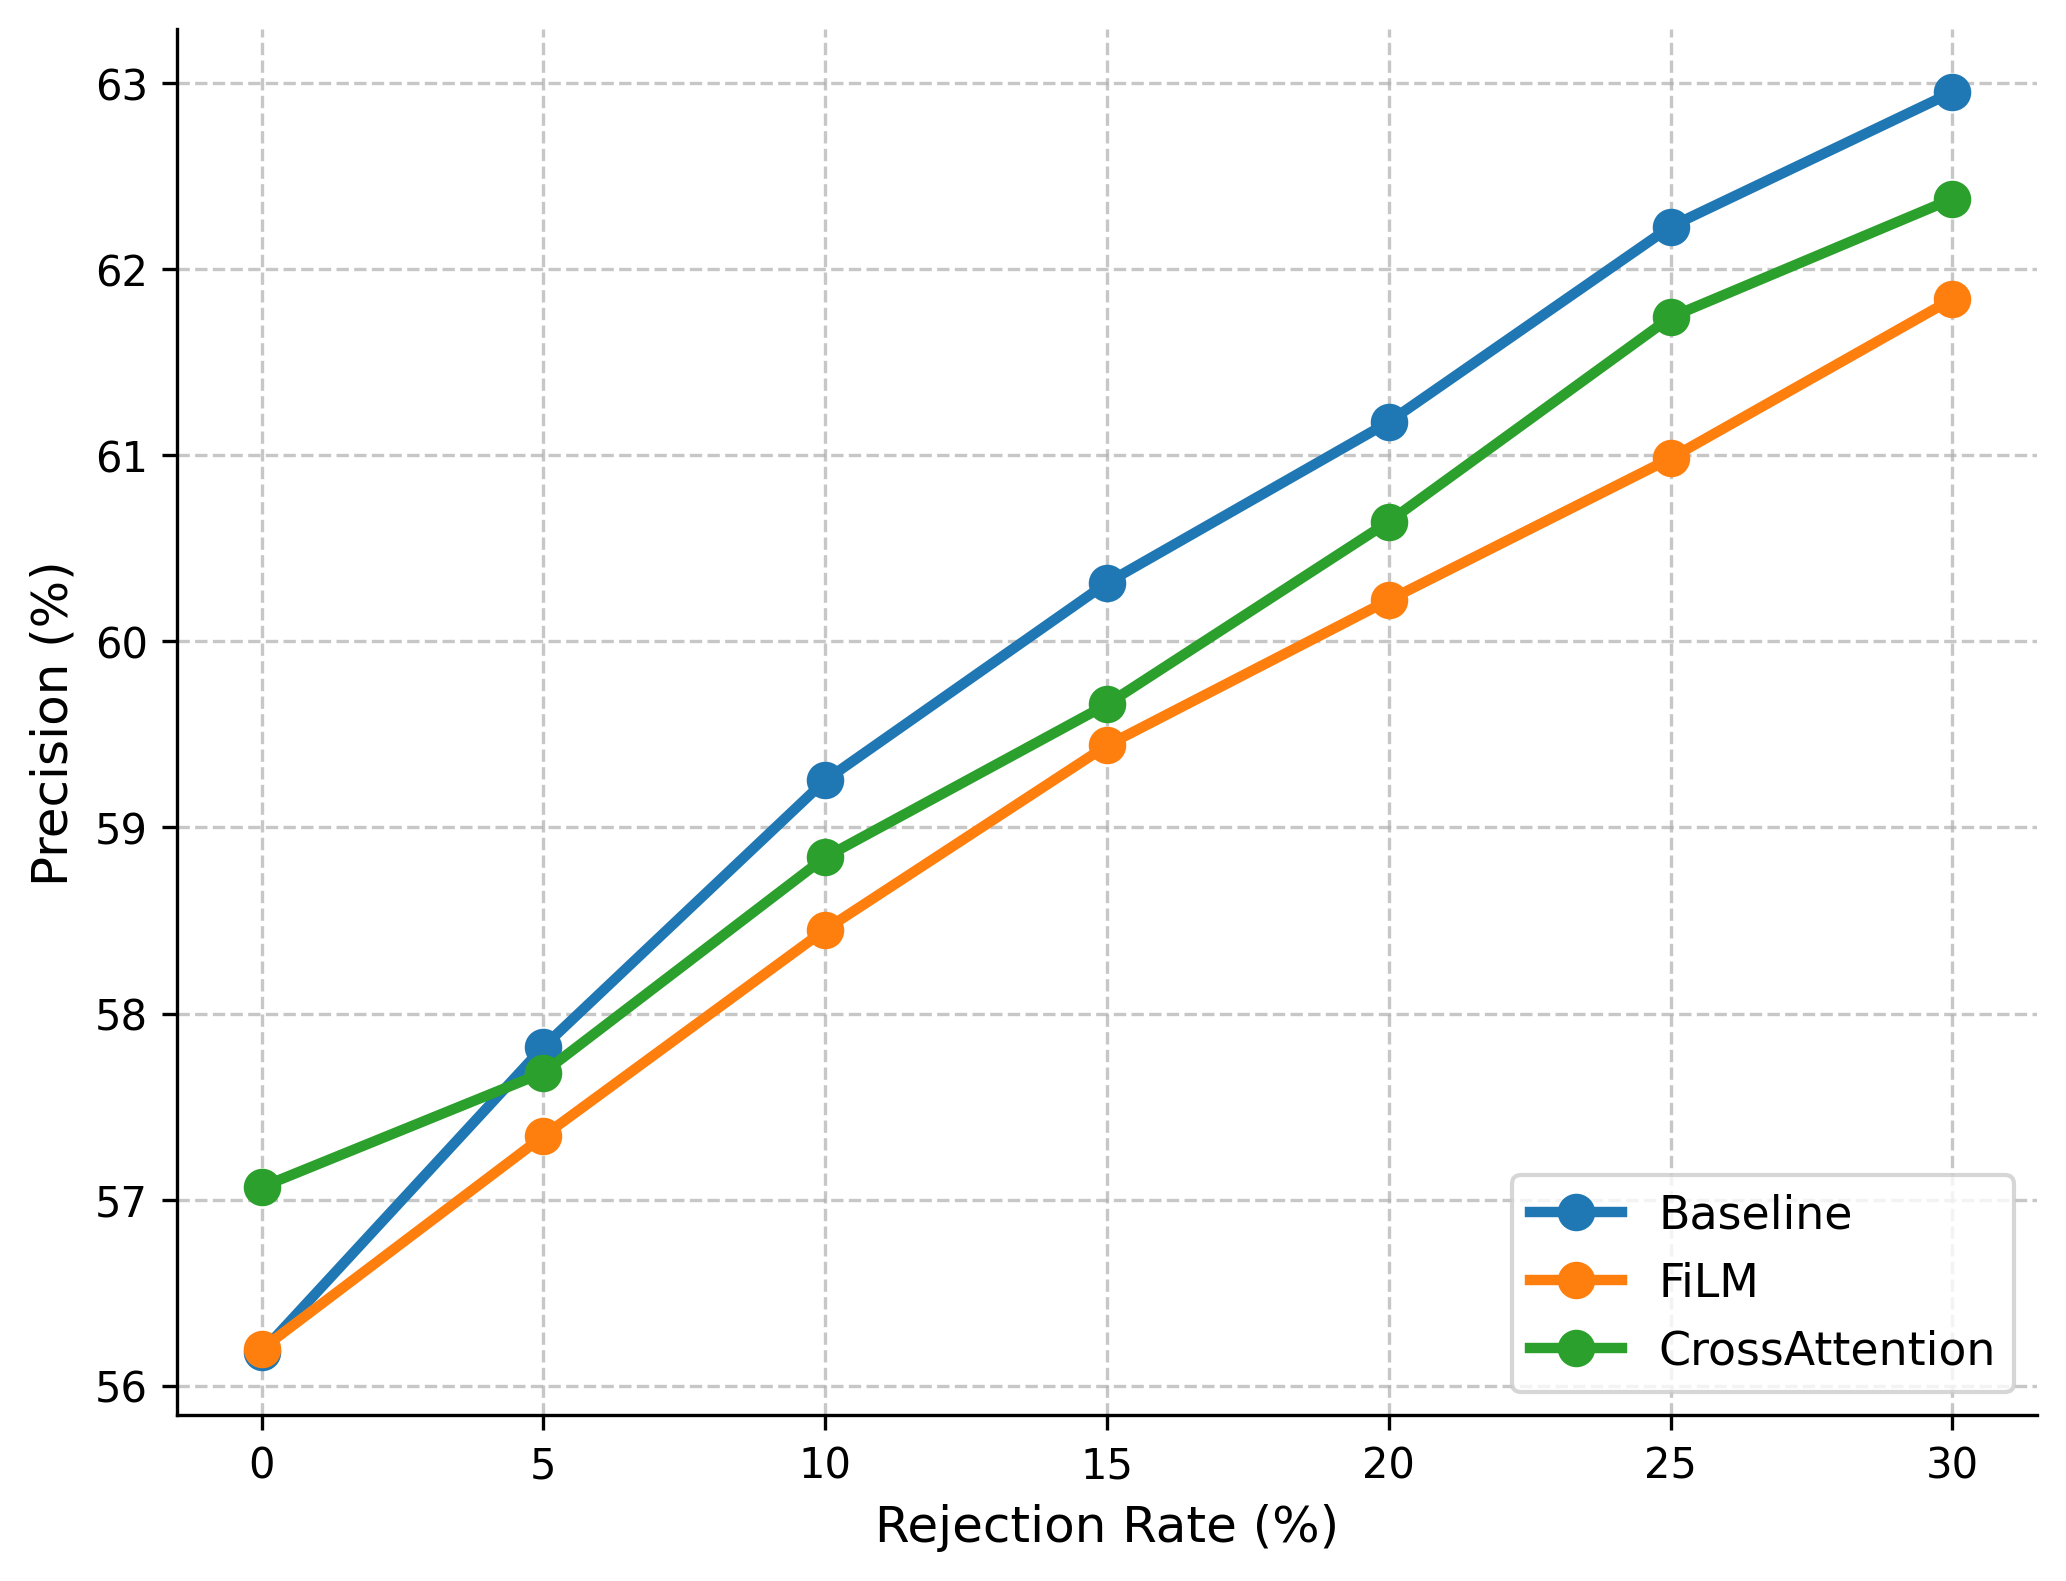 63
62
61
60
59
58
57
56
Precision (%)
0 5 10 15 20 25 30
Rejection Rate (%)
Baseline
FiLM
CrossAttention